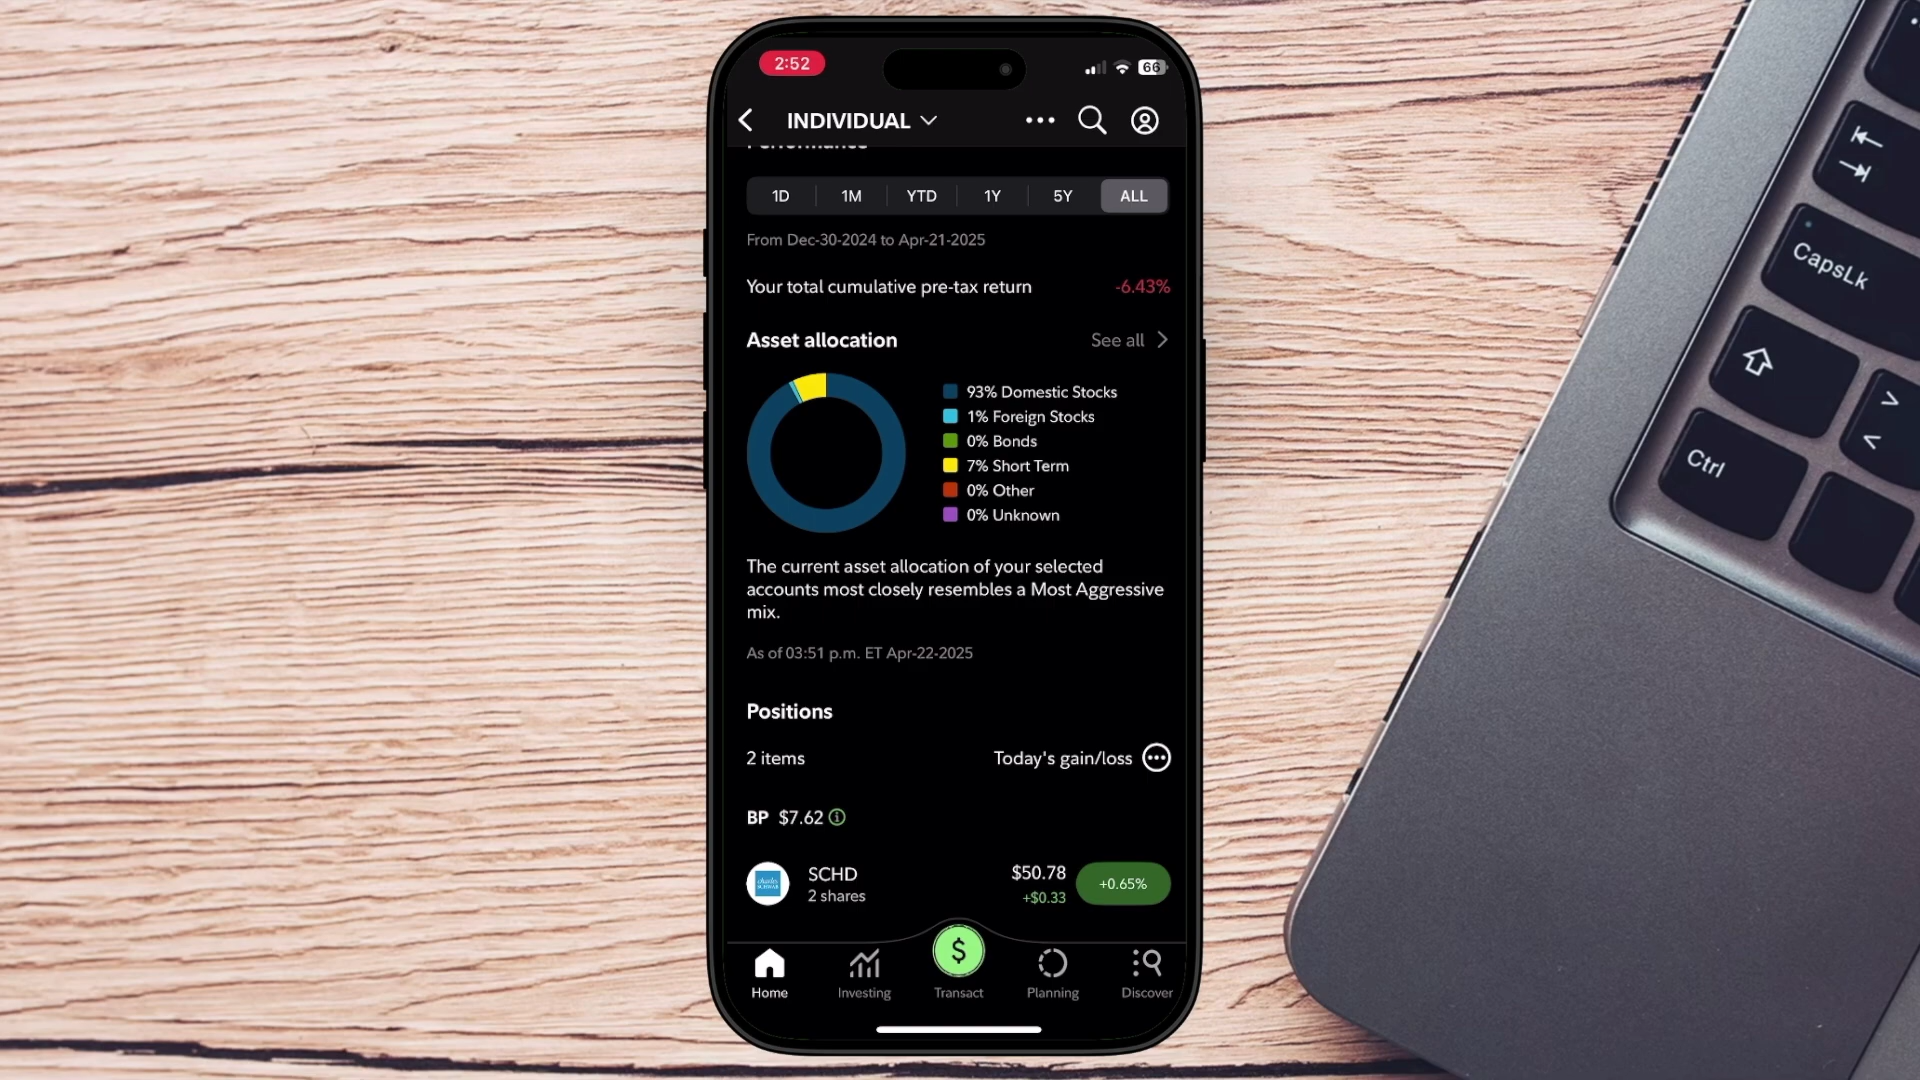 2:52
66
INDIVIDUAL
Performance
1D 1M YTD 1Y 5Y ALL
From Dec-30-2024 to Apr-21-2025
Your total cumulative pre-tax return -6.43%
Asset allocation See all
93% Domestic Stocks
1% Foreign Stocks
0% Bonds
7% Short Term
0% Other
0% Unknown
The current asset allocation of your selected
accounts most closely resembles a Most Aggressive
mix.
As of 03:51 p.m. ET Apr-22-2025
Positions
2 items Today's gain/loss
BP $7.62
charles
SCHWAB
SCHD $50.78
2 shares +$0.33
+0.65%
$
Home Investing Transact Planning Discover
CapsLk
Ctrl
>
<